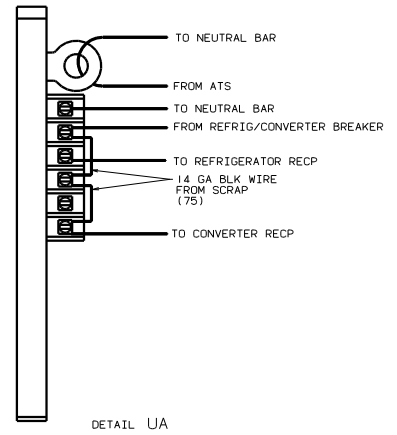 TO NEUTRAL BAR
FROM ATS
TO NEUTRAL BAR
FROM REFRIG/CONVERTER BREAKER
TO REFRIGERATOR RECP
14 GA BLK WIRE
FROM SCRAP
(75)
TO CONVERTER RECP
DETAIL UA